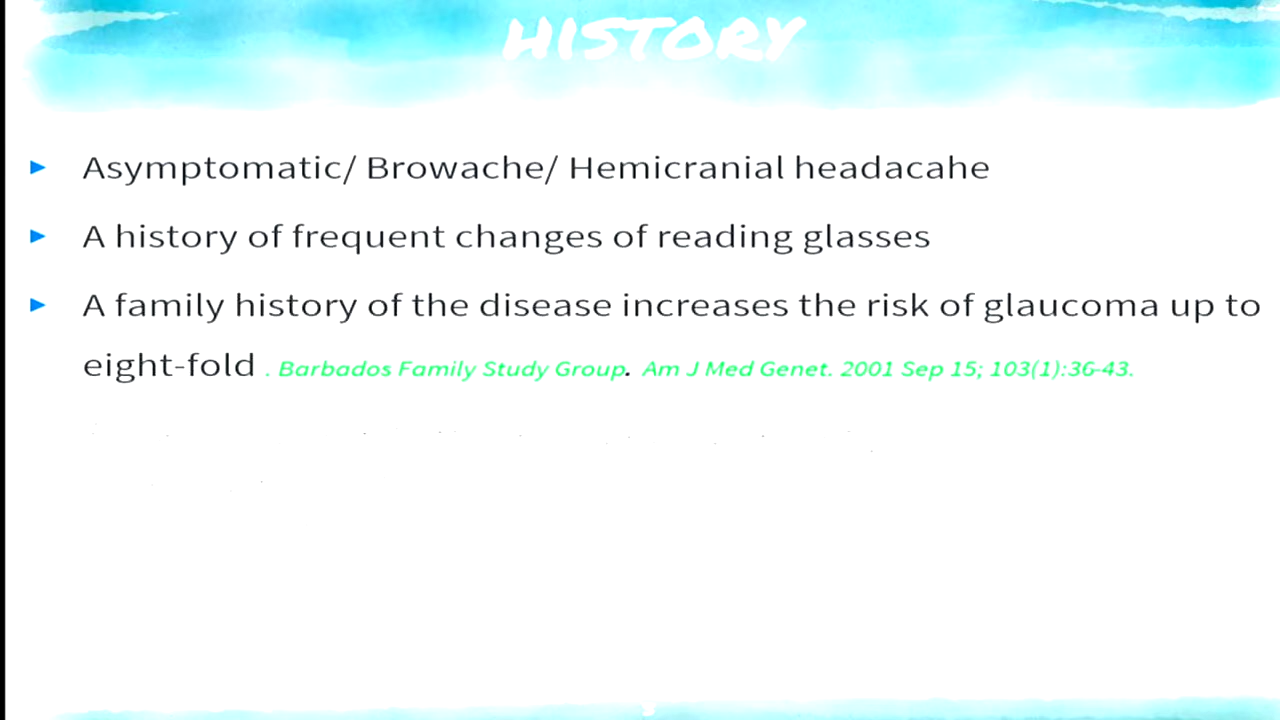 HISTORY
Asymptomatic/ Browache/ Hemicranial headacahe
A history of frequent changes of reading glasses
A family history of the disease increases the risk of glaucoma up to
eight-fold . Barbados Family Study Group. Am J Med Genet. 2001 Sep 15; 103(1):36-43.